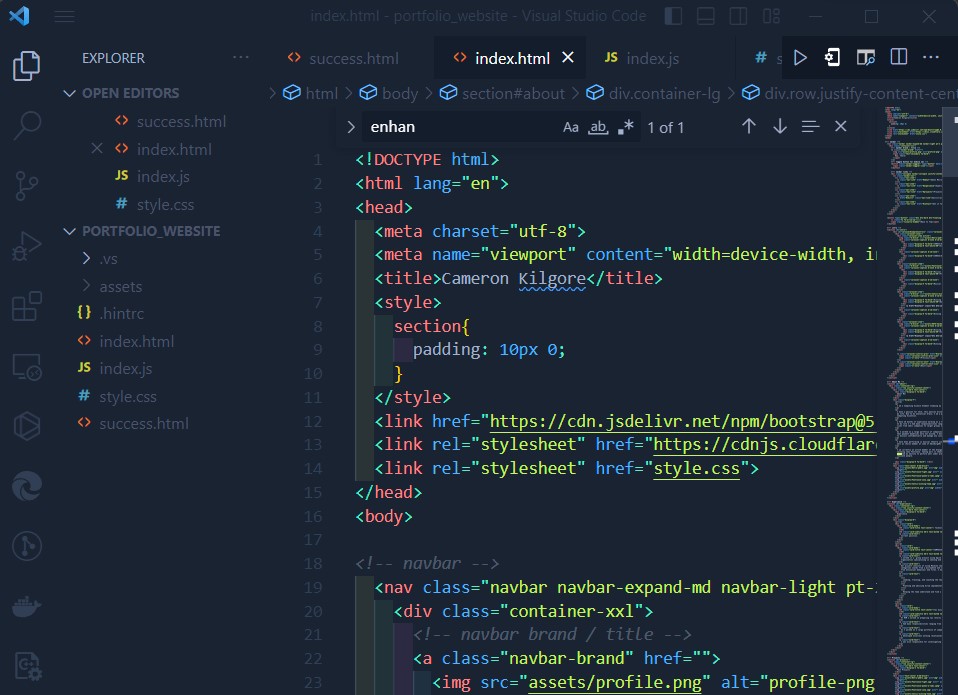 index.html - portfolio_website - Visual Studio Code
EXPLORER
success.html
index.html
JS index.js
# s
OPEN EDITORS
html > body > section#about > div.container-lg > div.row.justify-content-cen
success.html
index.html
JS index.js
# style.css
enhan
Aa ab .* 1 of 1
PORTFOLIO_WEBSITE
.vs
assets
{} .hintrc
index.html
JS index.js
# style.css
success.html
1 <!DOCTYPE html>
2 <html lang="en">
3 <head>
4 <meta charset="utf-8">
5 <meta name="viewport" content="width=device-width, in
6 <title>Cameron Kilgore</title>
7 <style>
8 section{
9 padding: 10px 0;
10 }
11 </style>
12 <link href="https://cdn.jsdelivr.net/npm/bootstrap@5
13 <link rel="stylesheet" href="https://cdnjs.cloudflar
14 <link rel="stylesheet" href="style.css">
15 </head>
16 <body>
17
18 <!-- navbar -->
19 <nav class="navbar navbar-expand-md navbar-light pt-
20 <div class="container-xxl">
21 <!-- navbar brand / title -->
22 <a class="navbar-brand" href="">
23 <img src="assets/profile.png" alt="profile-png